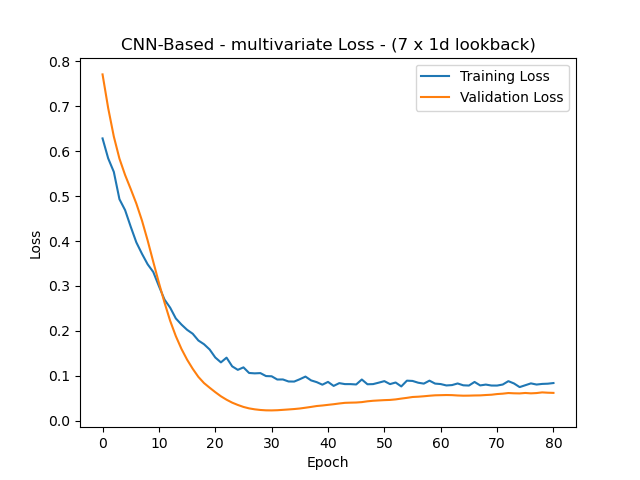 CNN-Based - multivariate Loss - (7 x 1d lookback)
Training Loss
Validation Loss
Loss
0.8
0.7
0.6
0.5
0.4
0.3
0.2
0.1
0.0
0 10 20 30 40 50 60 70 80
Epoch